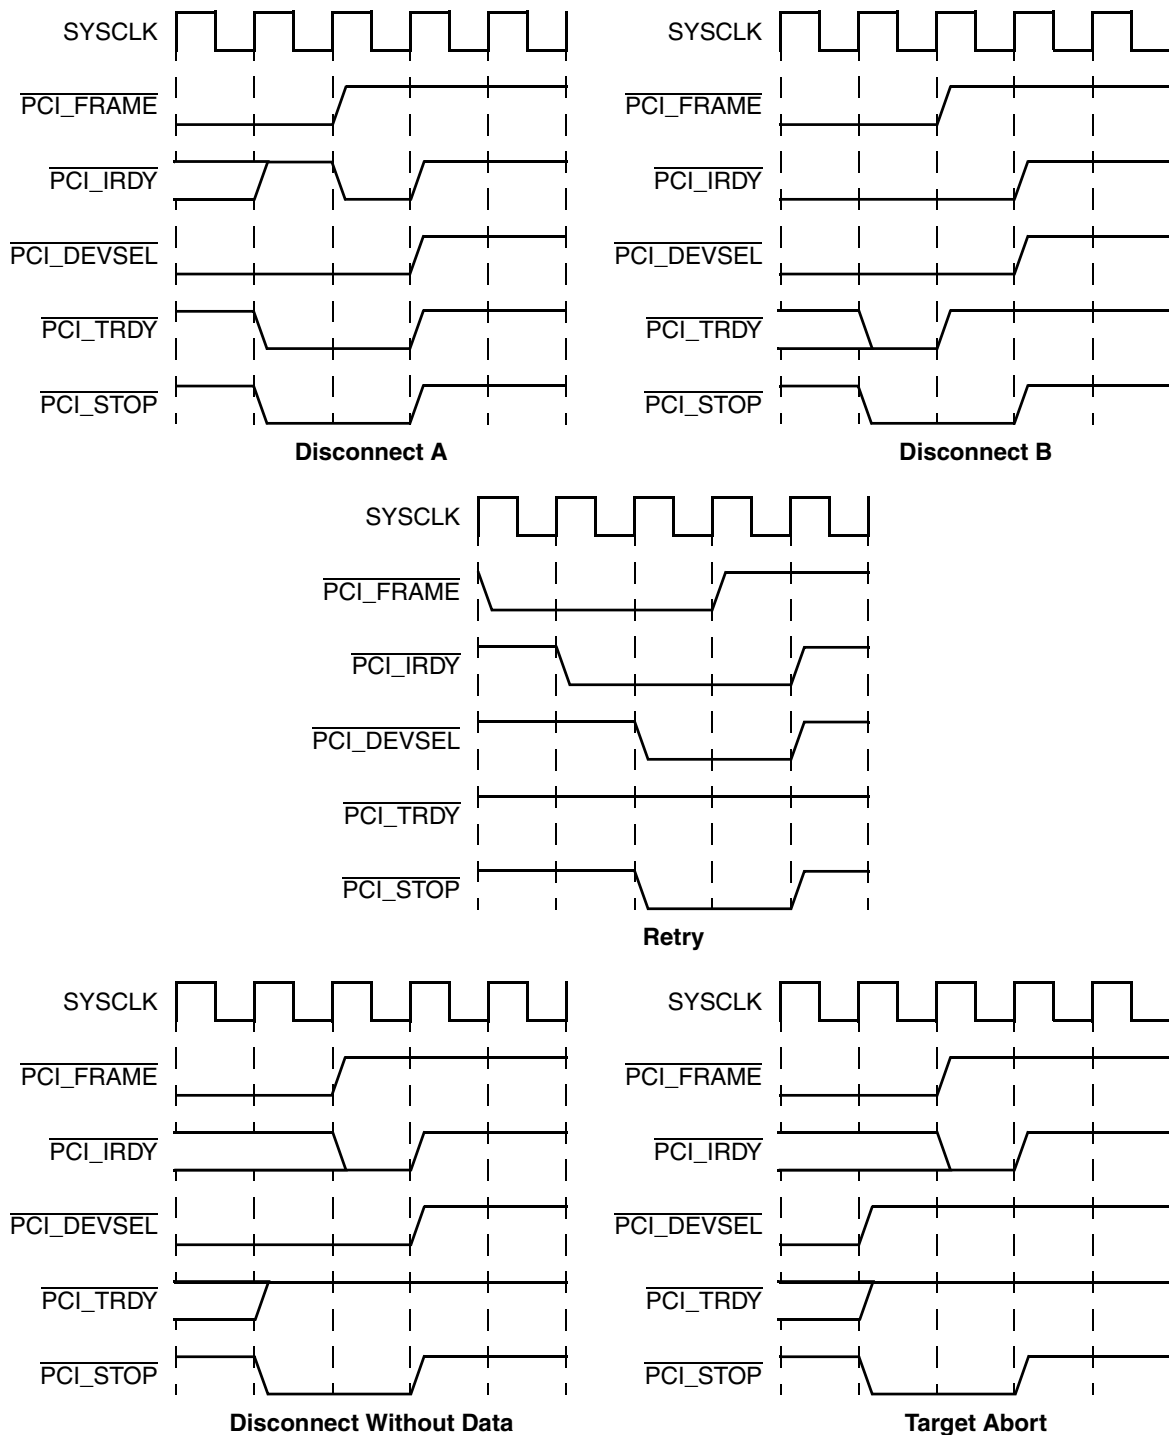 SYSCLK
PCI_FRAME
PCI_IRDY
PCI_DEVSEL
PCI_TRDY
PCI_STOP
Disconnect A
SYSCLK
PCI_FRAME
PCI_IRDY
PCI_DEVSEL
PCI_TRDY
PCI_STOP
Disconnect B
SYSCLK
PCI_FRAME
PCI_IRDY
PCI_DEVSEL
PCI_TRDY
PCI_STOP
Retry
SYSCLK
PCI_FRAME
PCI_IRDY
PCI_DEVSEL
PCI_TRDY
PCI_STOP
Disconnect Without Data
SYSCLK
PCI_FRAME
PCI_IRDY
PCI_DEVSEL
PCI_TRDY
PCI_STOP
Target Abort